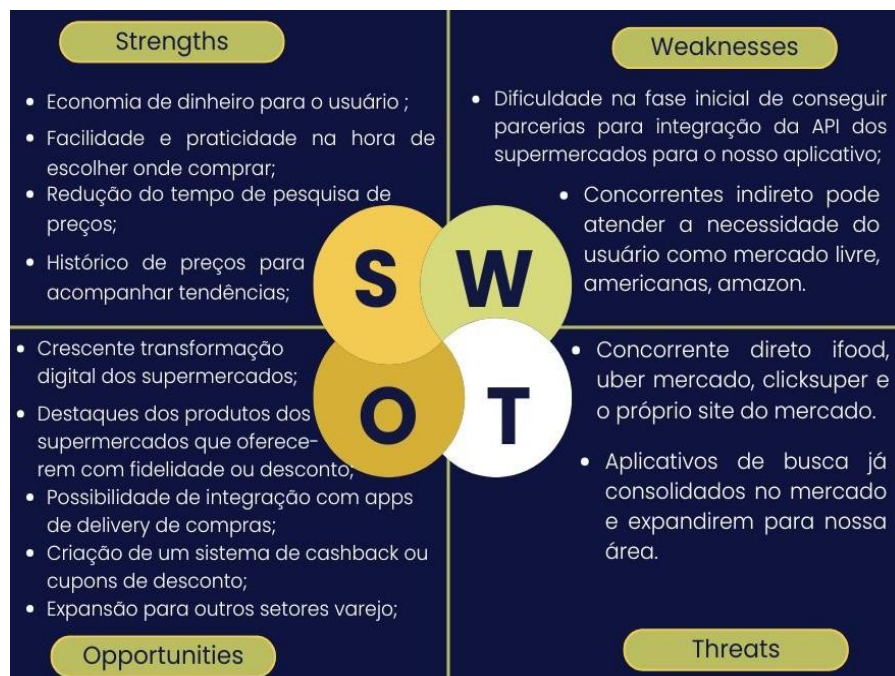 Strengths
• Economia de dinheiro para o usuário ;
• Facilidade e praticidade na hora de
escolher onde comprar;
• Redução do tempo de pesquisa de
preços;
• Histórico de preços para
acompanhar tendências;
Weaknesses
• Dificuldade na fase inicial de conseguir
parcerias para integração da API dos
supermercados para o nosso aplicativo;
• Concorrentes indireto pode
atender a necessidade do
usuário como mercado livre,
americanas, amazon.
S
W
O
T
• Crescente transformação
digital dos supermercados;
• Destaques dos produtos dos
supermercados que oferece-
rem com fidelidade ou desconto;
• Possibilidade de integração com apps
de delivery de compras;
• Criação de um sistema de cashback ou
cupons de desconto;
• Expansão para outros setores varejo;
Opportunities
• Concorrente direto ifood,
uber mercado, clicksuper e
o próprio site do mercado.
• Aplicativos de busca já
consolidados no mercado
e expandirem para nossa
área.
Threats